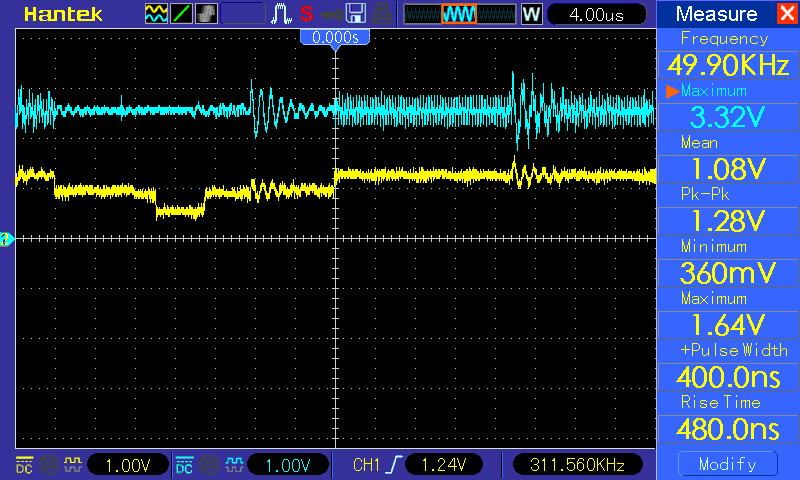 Hantek
S
W
4.00us
Measure
0.000s
Frequency
49.90KHz
Maximum
3.32V
Mean
1.08V
Pk-Pk
1.28V
Minimum
360mV
Maximum
1.64V
+Pulse Width
400.0ns
Rise Time
480.0ns
DC
1.00V
DC
1.00V
CH1
1.24V
311.560KHz
Modify